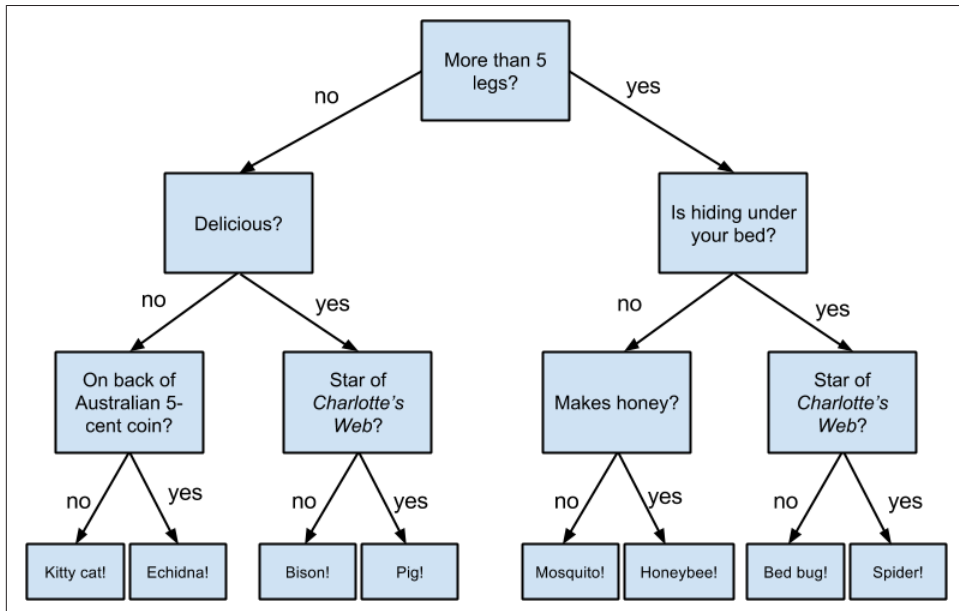 More than 5
legs?
no
yes
Delicious?
Is hiding under
your bed?
no
yes
no
yes
On back of
Australian 5-
cent coin?
Star of
Charlotte's
Web?
Makes honey?
Star of
Charlotte's
Web?
no
yes
no
yes
no
yes
no
yes
Kitty cat!
Echidna!
Bison!
Pig!
Mosquito!
Honeybee!
Bed bug!
Spider!